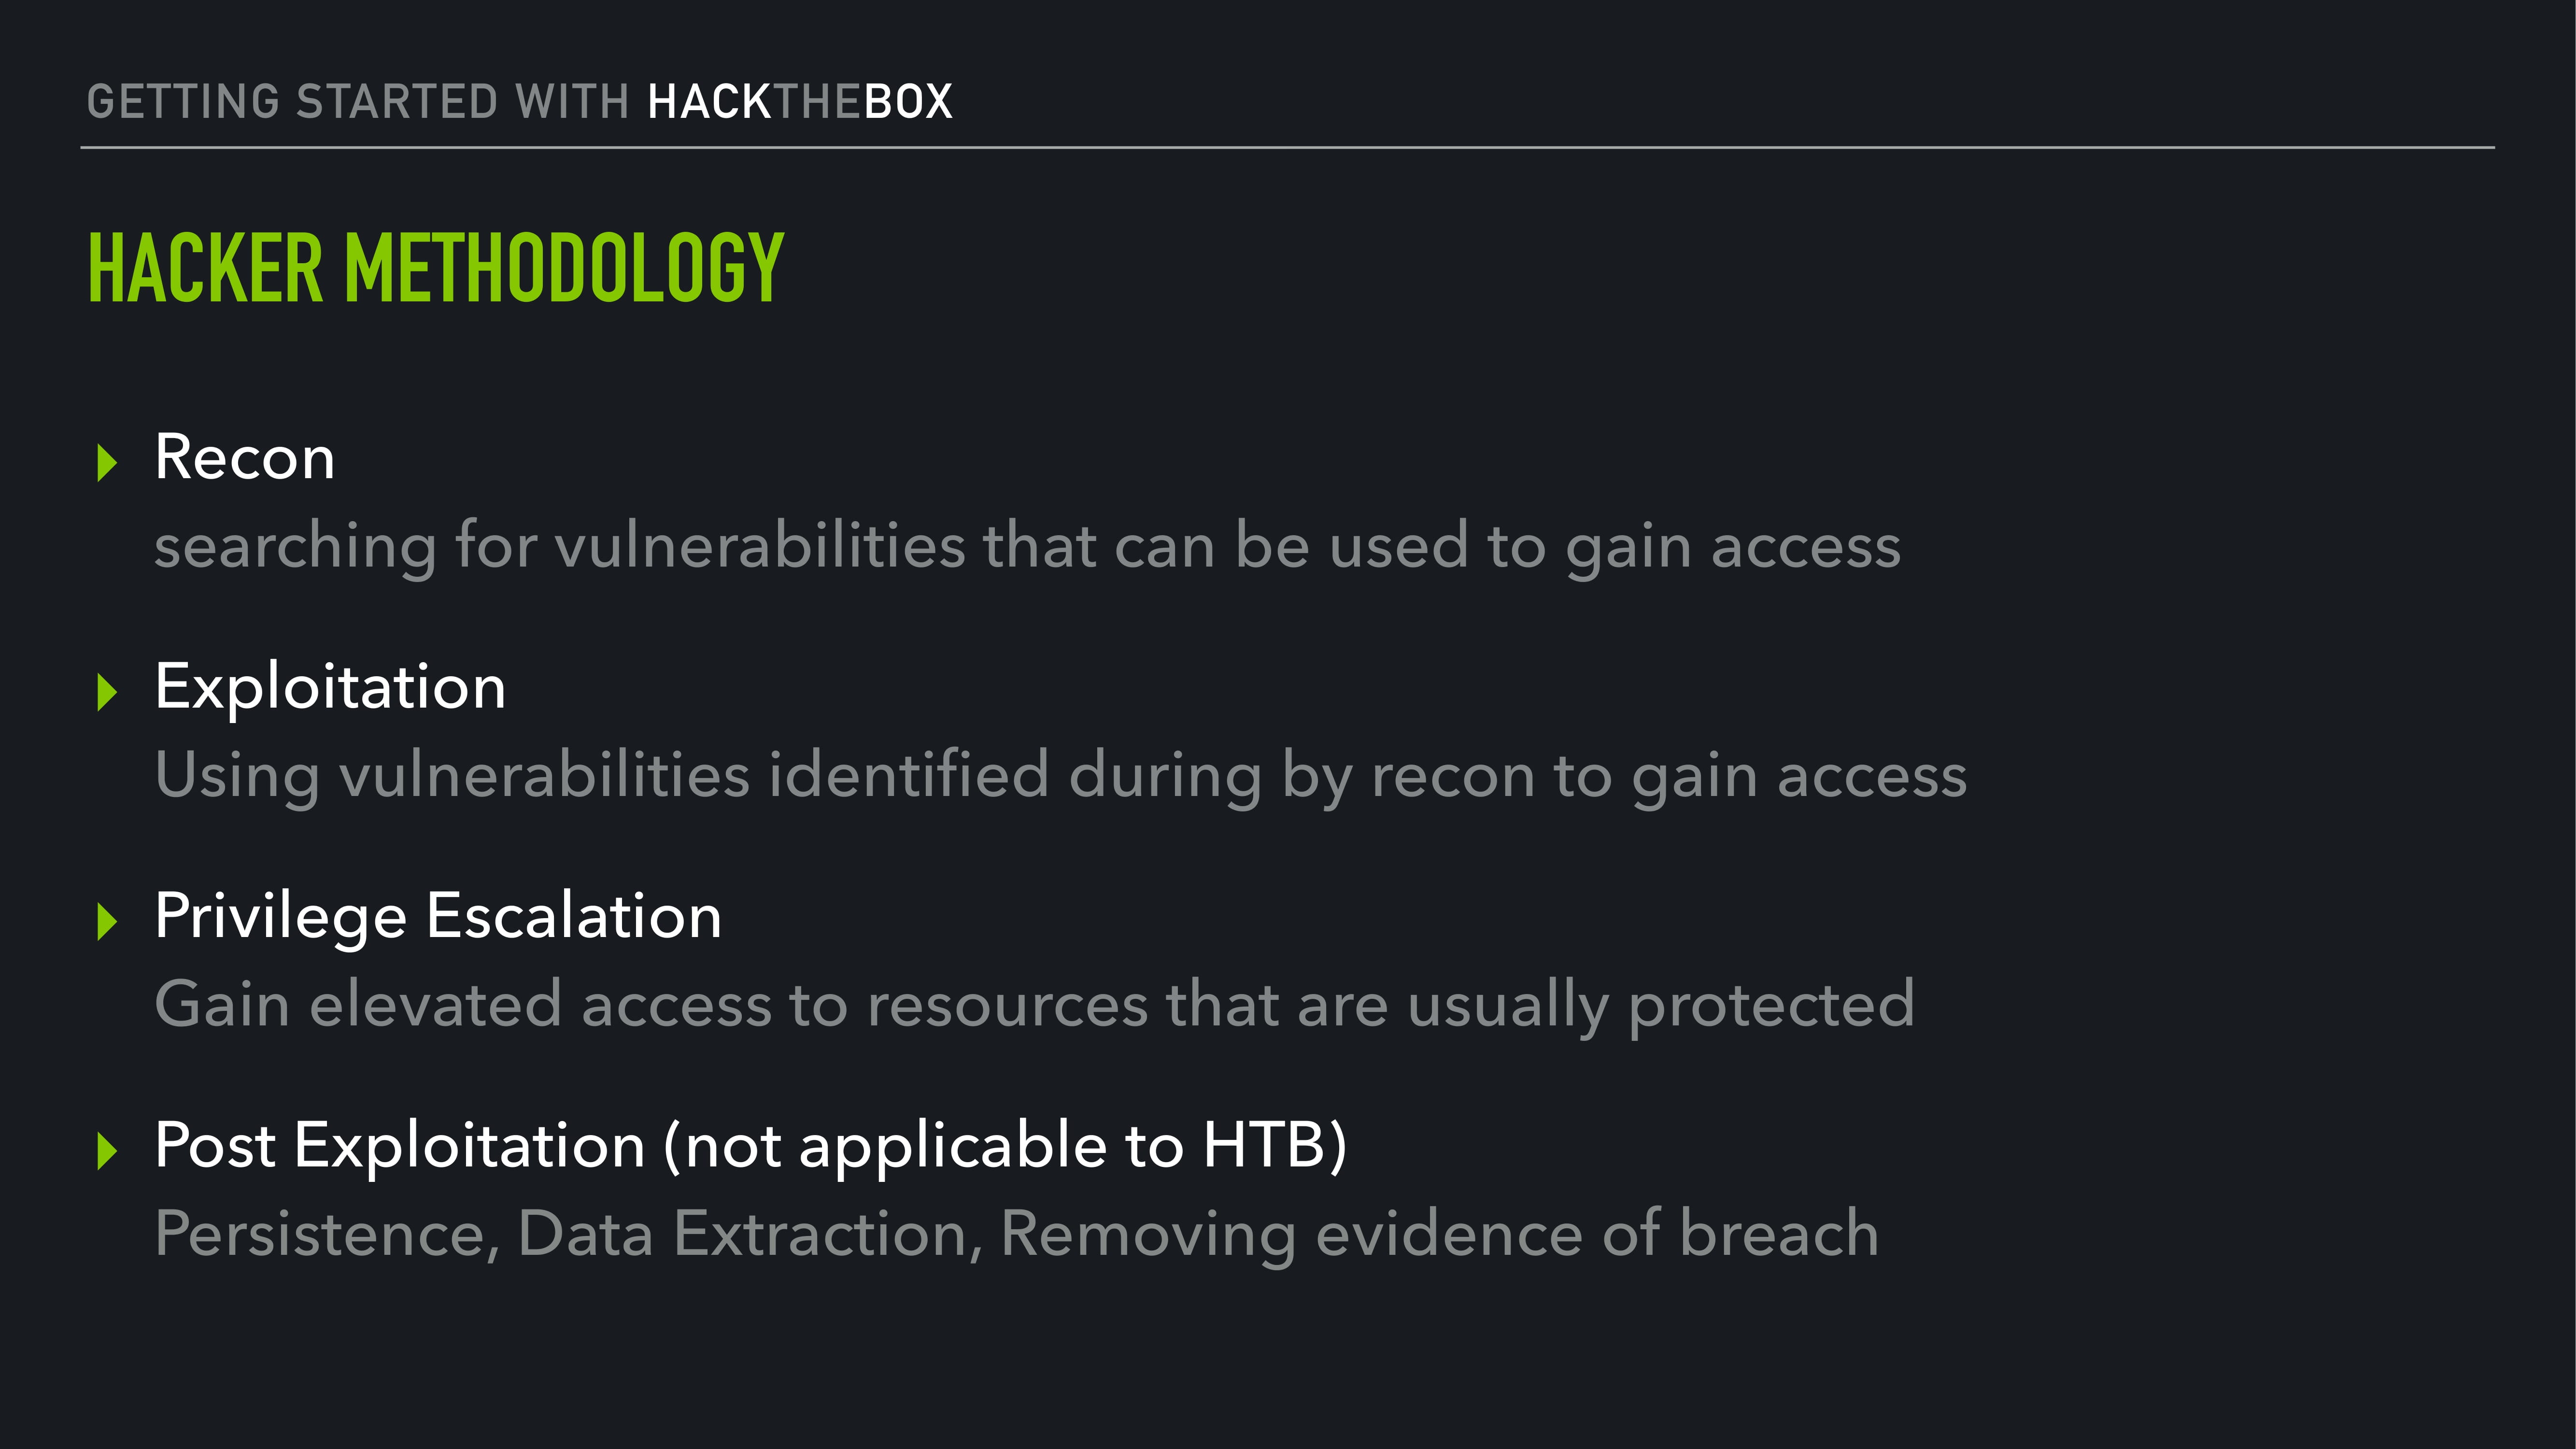 GETTING STARTED WITH HACKTHEBOX
HACKER METHODOLOGY
Recon
searching for vulnerabilities that can be used to gain access
Exploitation
Using vulnerabilities identified during by recon to gain access
Privilege Escalation
Gain elevated access to resources that are usually protected
Post Exploitation (not applicable to HTB)
Persistence, Data Extraction, Removing evidence of breach